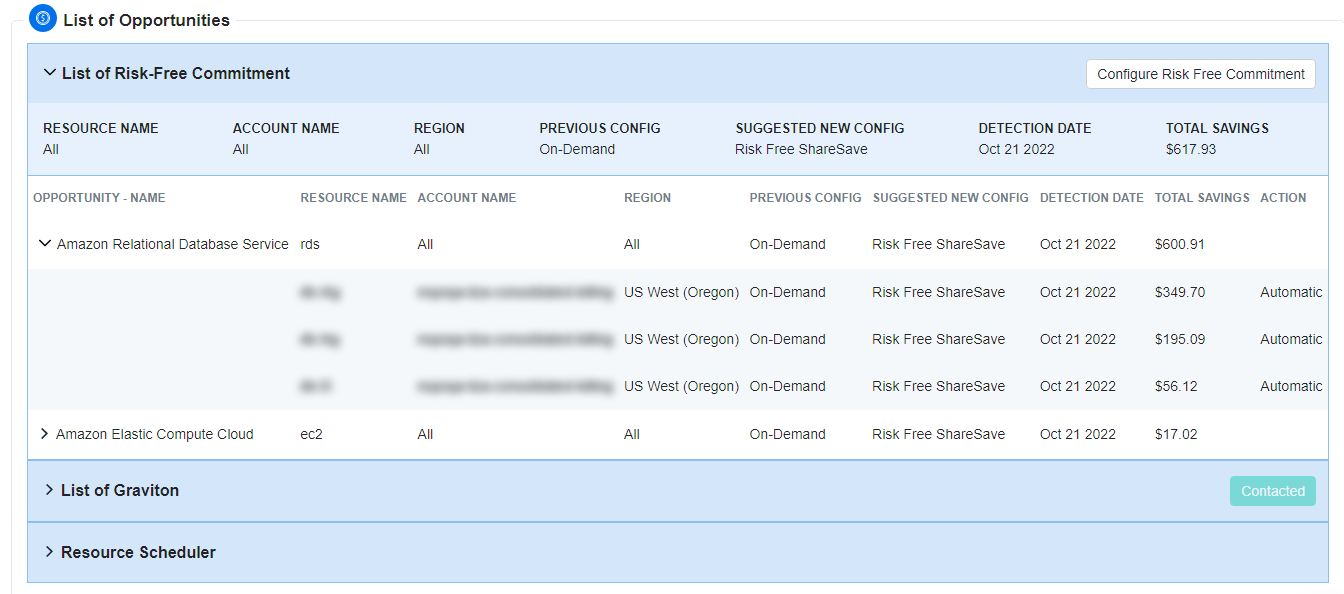 List of Opportunities
List of Risk-Free Commitment Configure Risk Free Commitment
RESOURCE NAME ACCOUNT NAME REGION PREVIOUS CONFIG SUGGESTED NEW CONFIG DETECTION DATE TOTAL SAVINGS
All All All On-Demand Risk Free ShareSave Oct 21 2022 $617.93
OPPORTUNITY - NAME RESOURCE NAME ACCOUNT NAME REGION PREVIOUS CONFIG SUGGESTED NEW CONFIG DETECTION DATE TOTAL SAVINGS ACTION
Amazon Relational Database Service rds All All On-Demand Risk Free ShareSave Oct 21 2022 $600.91
US West (Oregon) On-Demand Risk Free ShareSave Oct 21 2022 $349.70 Automatic
US West (Oregon) On-Demand Risk Free ShareSave Oct 21 2022 $195.09 Automatic
US West (Oregon) On-Demand Risk Free ShareSave Oct 21 2022 $56.12 Automatic
Amazon Elastic Compute Cloud ec2 All All On-Demand Risk Free ShareSave Oct 21 2022 $17.02
List of Graviton Contacted
Resource Scheduler